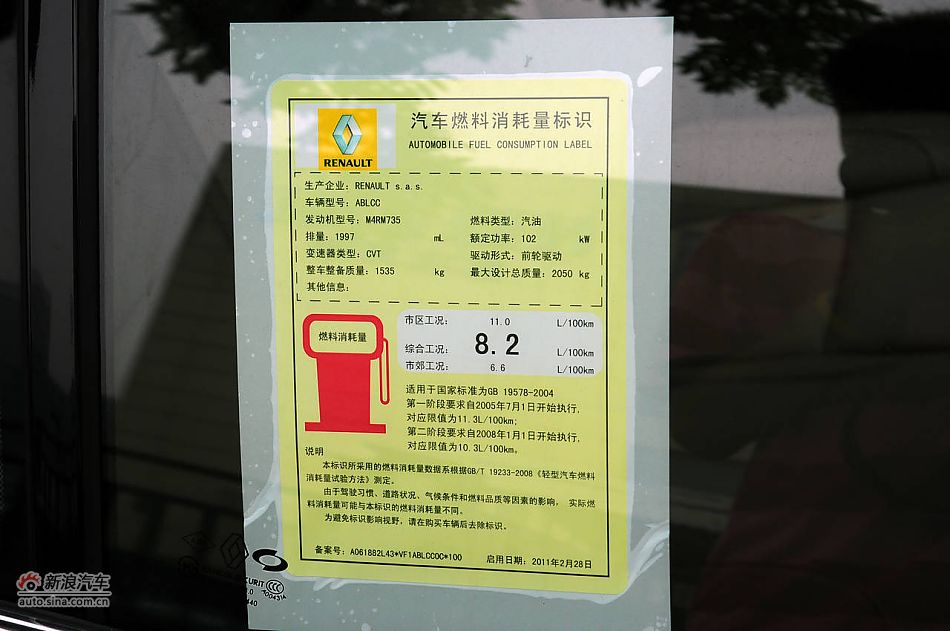 汽车燃料消耗量标识
AUTOMOBILE FUEL CONSUMPTION LABEL
RENAULT
生产企业: RENAULT s.a.s.
车辆型号: ABLCC
发动机型号: M4RM735 燃料类型: 汽油
排量: 1997 mL 额定功率: 102 kW
变速器类型: CVT 驱动形式: 前轮驱动
整车整备质量: 1535 kg 最大设计总质量: 2050 kg
其他信息:
燃料消耗量
市区工况: 11.0 L/100km
综合工况: 8.2 L/100km
市郊工况: 6.6 L/100km
适用于国家标准为GB 19578-2004
第一阶段要求自2005年7月1日开始执行,
对应限值为11.3L/100km;
第二阶段要求自2008年1月1日开始执行,
对应限值为10.3L/100km。
说明
本标识所采用的燃料消耗量数据系根据GB/T 19233-2008《轻型汽车燃料
消耗量试验方法》测定。
由于驾驶习惯、道路状况、气候条件和燃料品质等因素的影响, 实际燃
料消耗量可能与本标识的燃料消耗量不同。
为避免标识影响视野, 请在购买车辆后去除标识。
备案号: A061882L43*VF1ABLCC0C*100 启用日期: 2011年2月28日
新浪汽车
auto.sina.com.cn